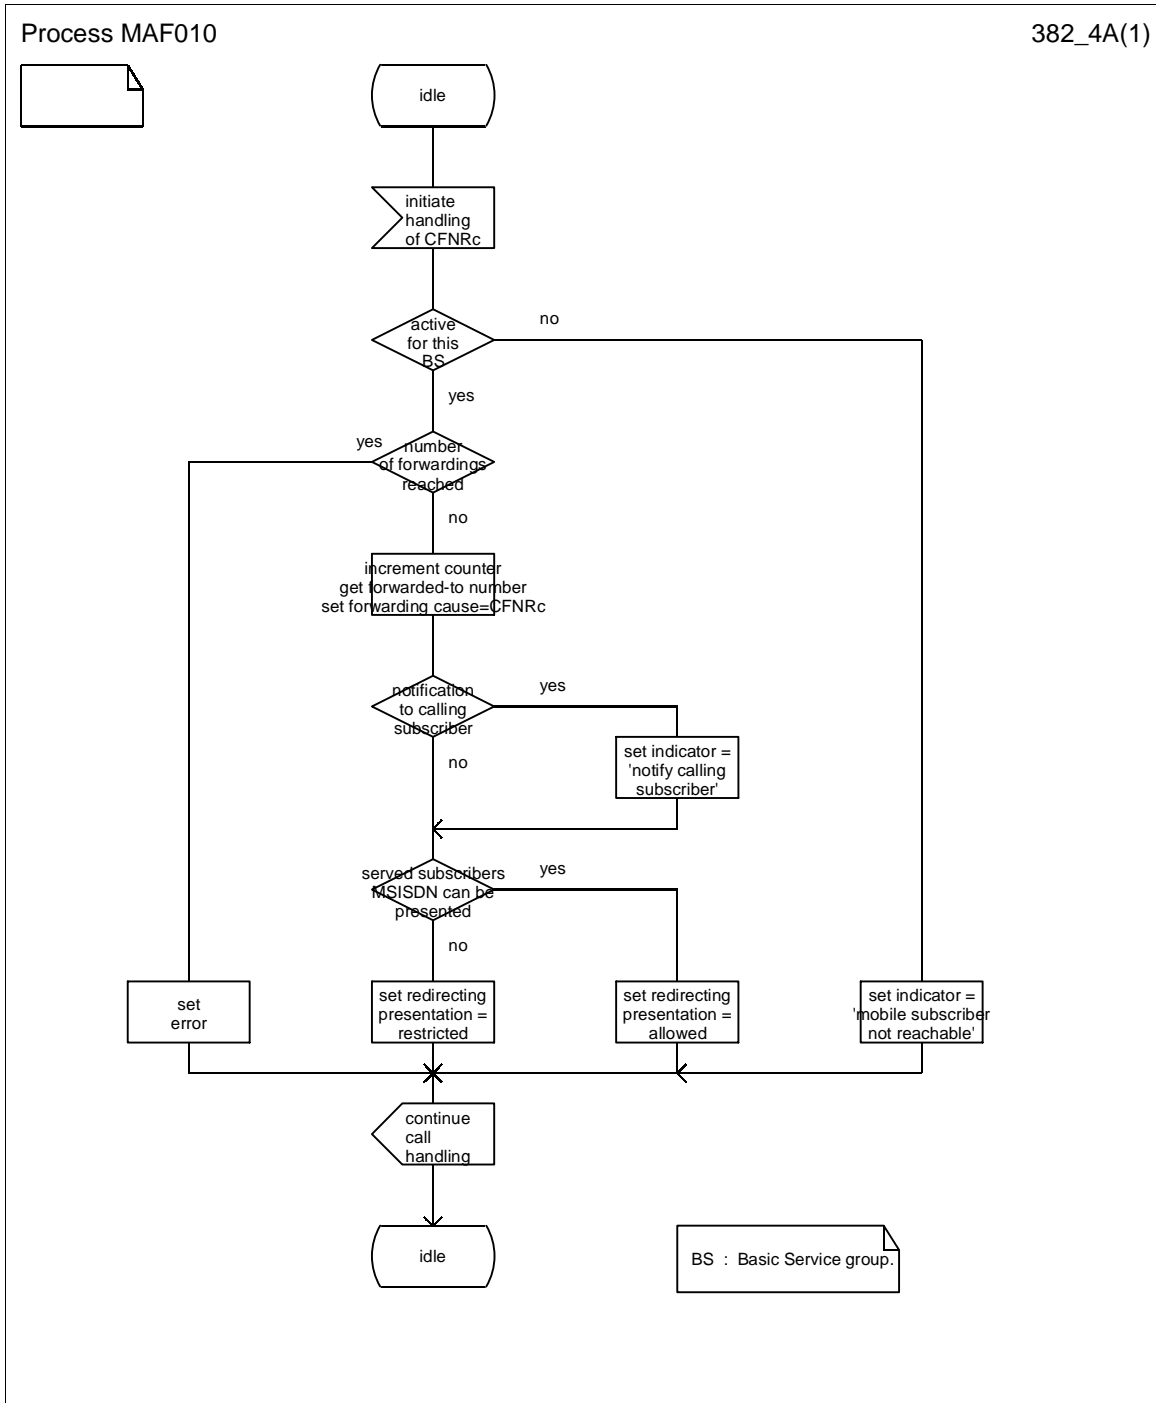 Process MAF010
382_4A(1)
idle
initiate
handling
of CFNRc
active
for this
BS
no
yes
number
of forwardings
reached
yes
no
increment counter
get forwarded-to number
set forwarding cause=CFNRc
notification
to calling
subscriber
yes
no
set indicator =
'notify calling
subscriber'
served subscribers
MSISDN can be
presented
yes
no
set
error
set redirecting
presentation =
restricted
set redirecting
presentation =
allowed
set indicator =
'mobile subscriber
not reachable'
continue
call
handling
idle
BS : Basic Service group.